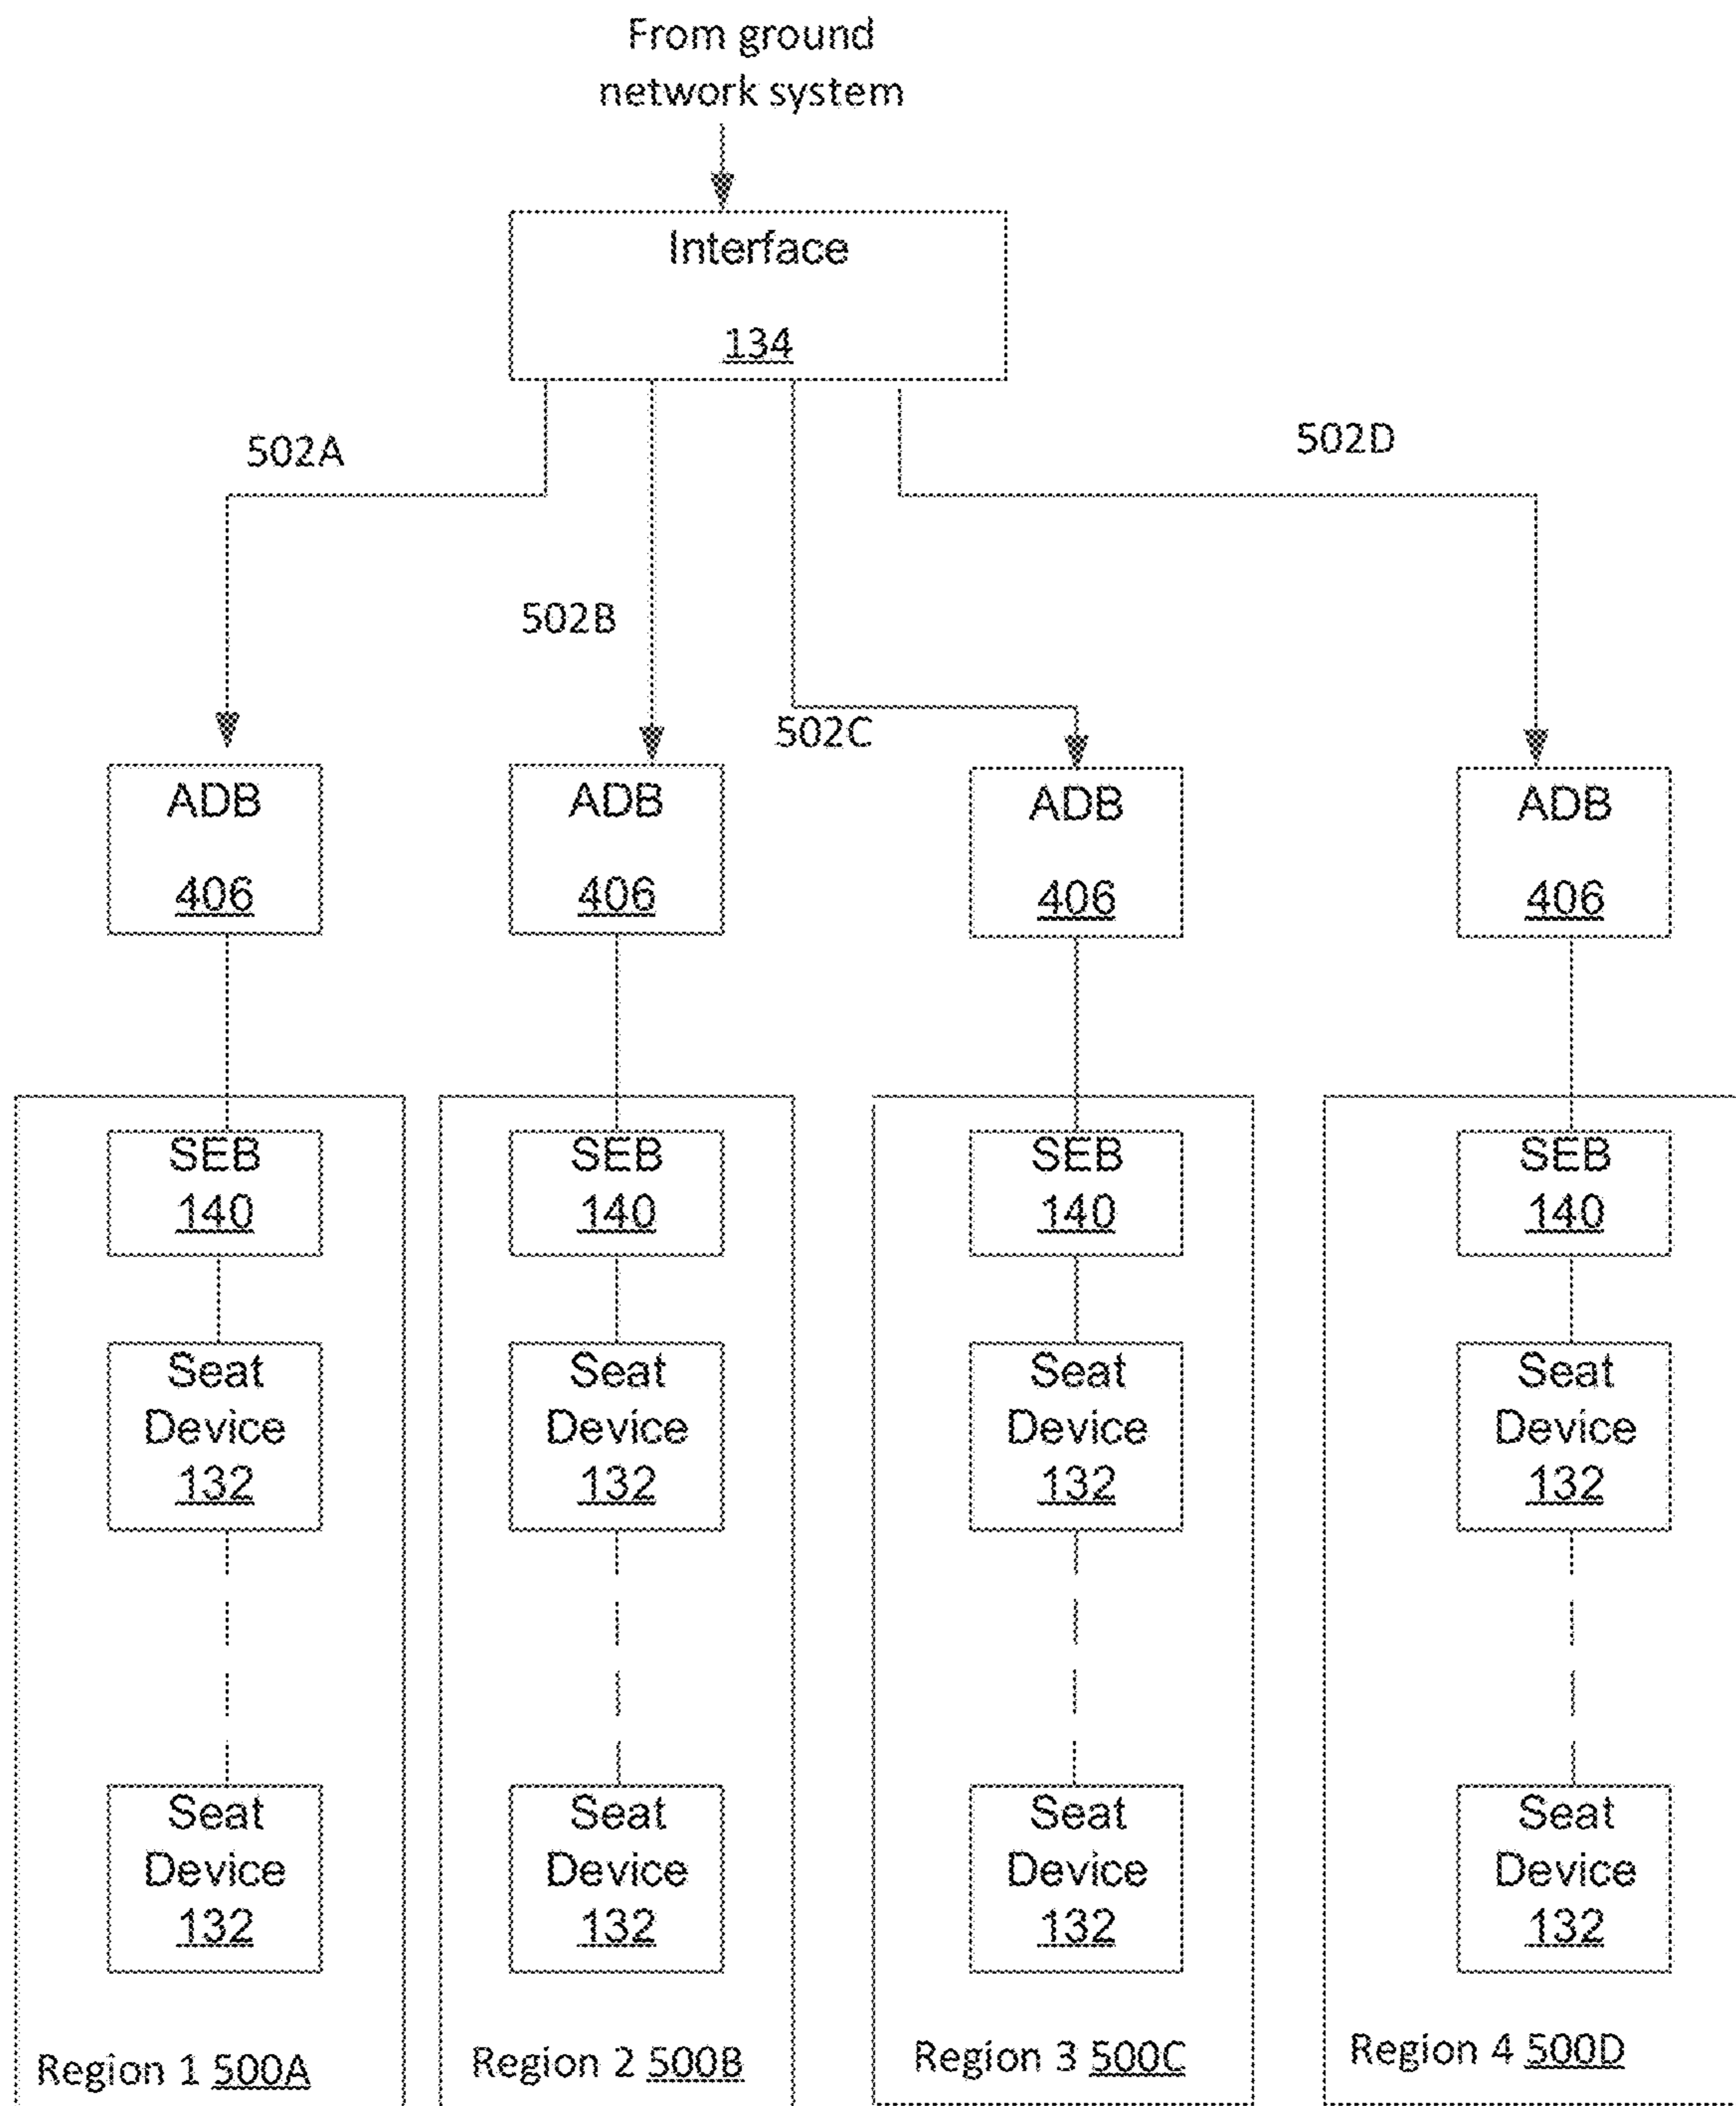 From ground
network system
Interface
134
502A
502D
502B
502C
ADB
406
ADB
406
ADB
406
ADB
406
SEB
140
SEB
140
SEB
140
SEB
140
Seat
Device
132
Seat
Device
132
Seat
Device
132
Seat
Device
132
Seat
Device
132
Seat
Device
132
Seat
Device
132
Seat
Device
132
Region 1 500A
Region 2 500B
Region 3 500C
Region 4 500D